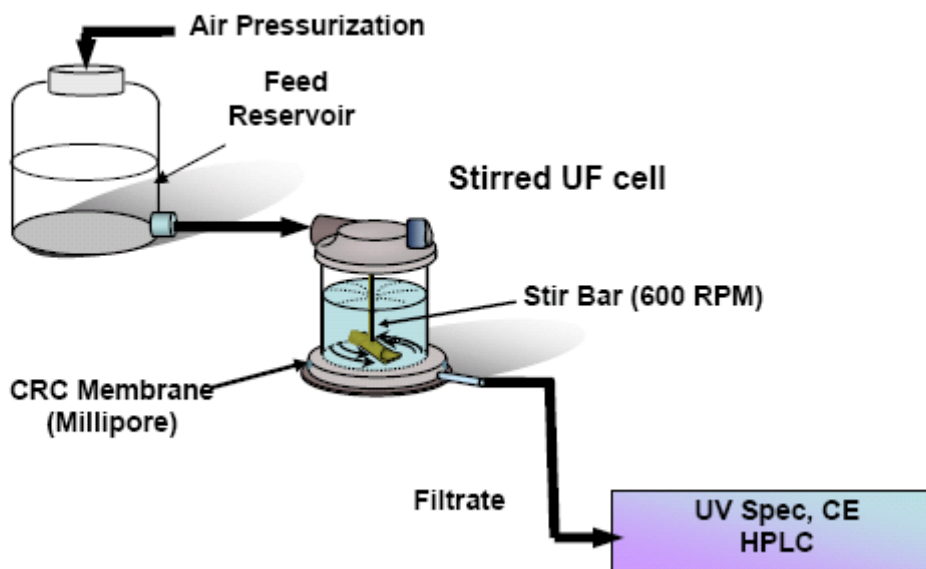 Air Pressurization
Feed
Reservoir
Stirred UF cell
Stir Bar (600 RPM)
CRC Membrane
(Millipore)
Filtrate
UV Spec, CE
HPLC